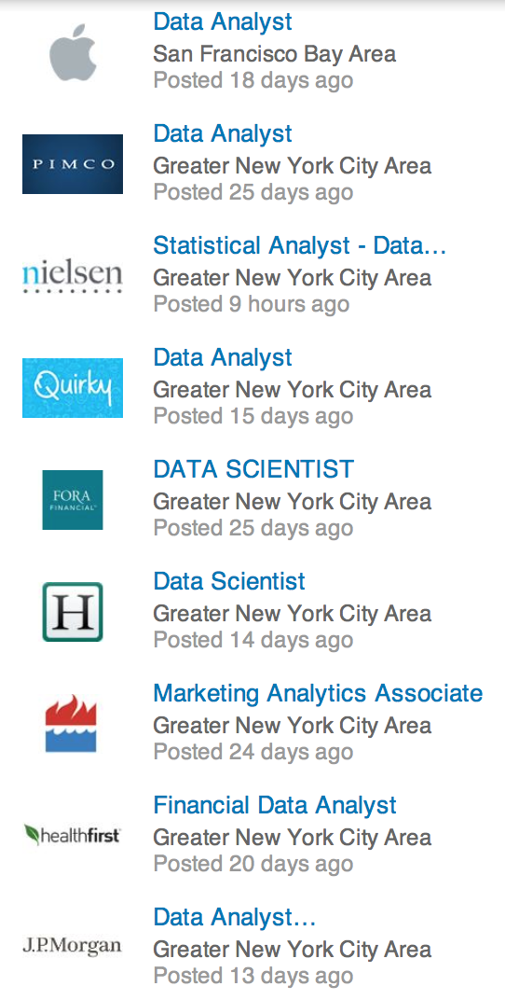 Data Analyst
San Francisco Bay Area
Posted 18 days ago
PIMCO
Data Analyst
Greater New York City Area
Posted 25 days ago
nielsen
Statistical Analyst - Data...
Greater New York City Area
Posted 9 hours ago
Quirky
Data Analyst
Greater New York City Area
Posted 15 days ago
FORA
FINANCIAL
DATA SCIENTIST
Greater New York City Area
Posted 25 days ago
H
Data Scientist
Greater New York City Area
Posted 14 days ago
Marketing Analytics Associate
Greater New York City Area
Posted 24 days ago
healthfirst
Financial Data Analyst
Greater New York City Area
Posted 20 days ago
J.P.Morgan
Data Analyst...
Greater New York City Area
Posted 13 days ago